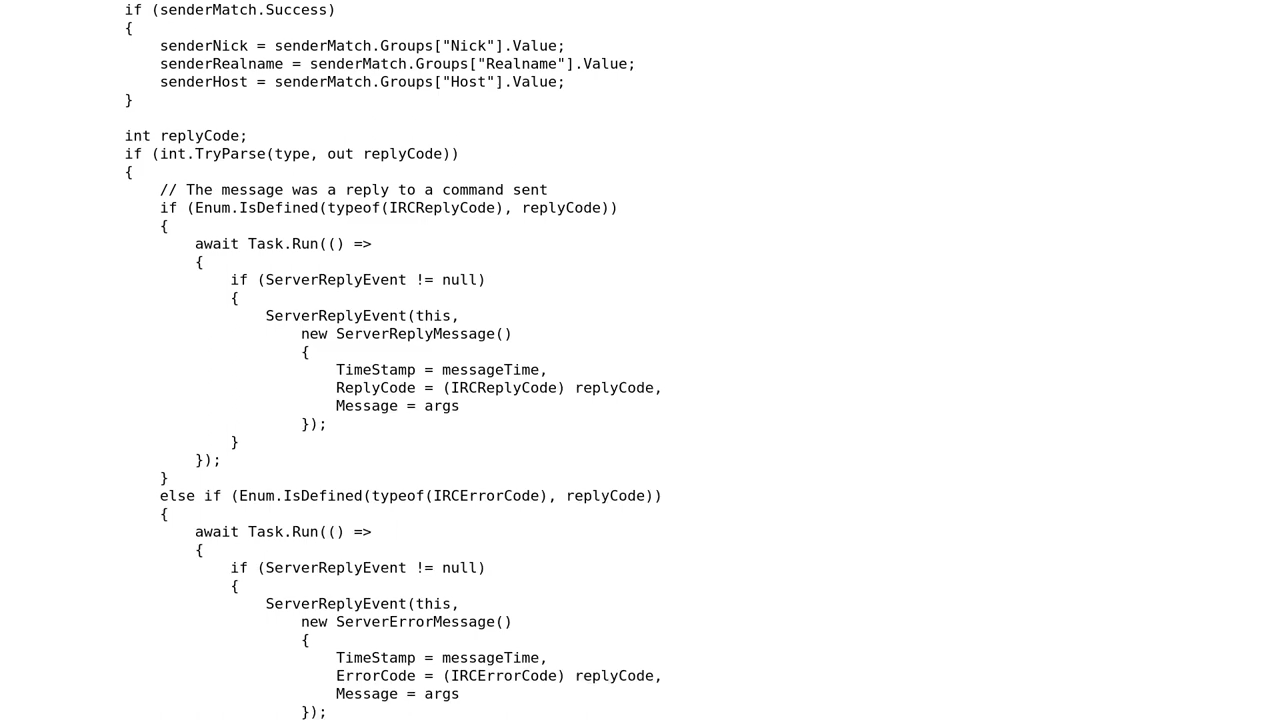 if (senderMatch.Success)
{
senderNick = senderMatch.Groups["Nick"].Value;
senderRealname = senderMatch.Groups["Realname"].Value;
senderHost = senderMatch.Groups["Host"].Value;
}
int replyCode;
if (int.TryParse(type, out replyCode))
{
// The message was a reply to a command sent
if (Enum.IsDefined(typeof(IRCReplyCode), replyCode))
{
await Task.Run(() =>
{
if (ServerReplyEvent != null)
{
ServerReplyEvent(this,
new ServerReplyMessage()
{
TimeStamp = messageTime,
ReplyCode = (IRCReplyCode) replyCode,
Message = args
});
}
});
}
else if (Enum.IsDefined(typeof(IRCErrorCode), replyCode))
{
await Task.Run(() =>
{
if (ServerReplyEvent != null)
{
ServerReplyEvent(this,
new ServerErrorMessage()
{
TimeStamp = messageTime,
ErrorCode = (IRCErrorCode) replyCode,
Message = args
});